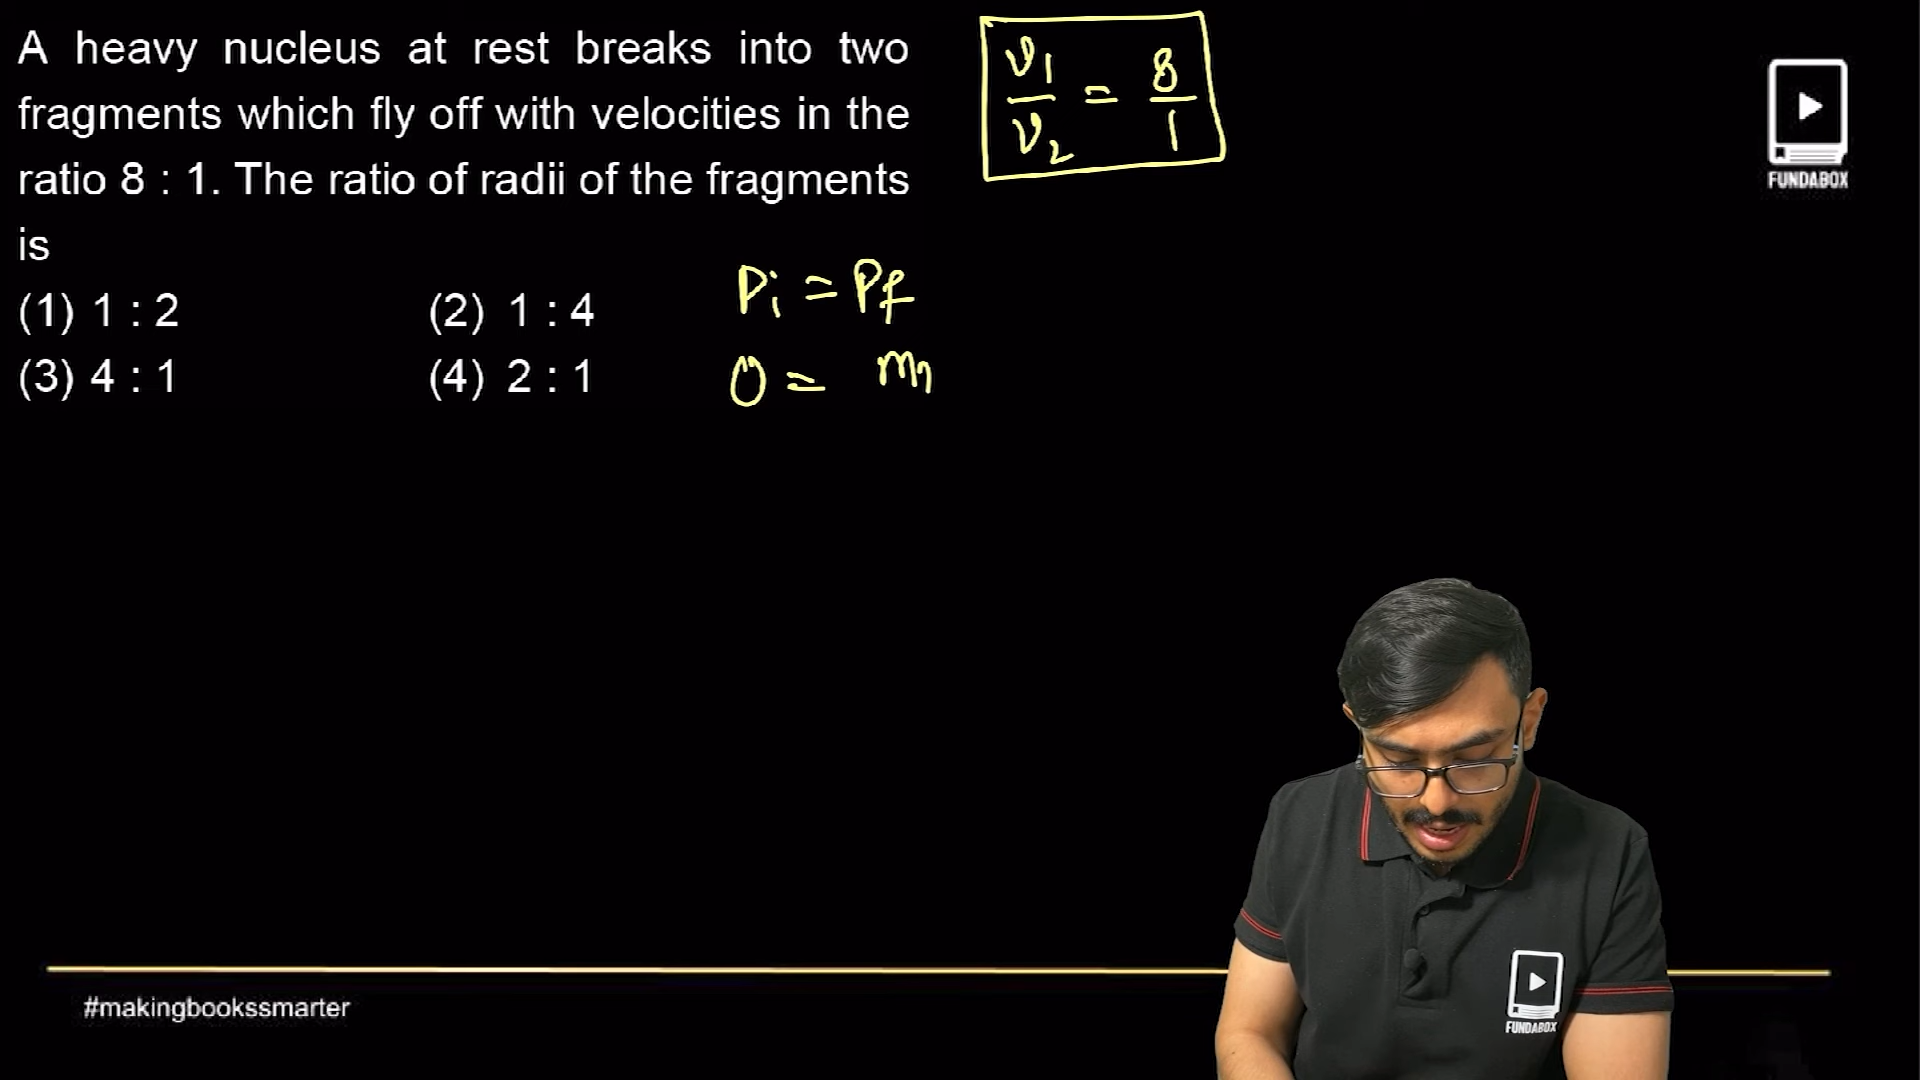 A heavy nucleus at rest breaks into two
fragments which fly off with velocities in the
ratio 8 : 1. The ratio of radii of the fragments
is
(1) 1 : 2 (2) 1 : 4
(3) 4 : 1 (4) 2 : 1
v₁/v₂ = 8/1
Pi = Pf
0 = m₁
FUNDABOX
#makingbookssmarter
FUNDABOX